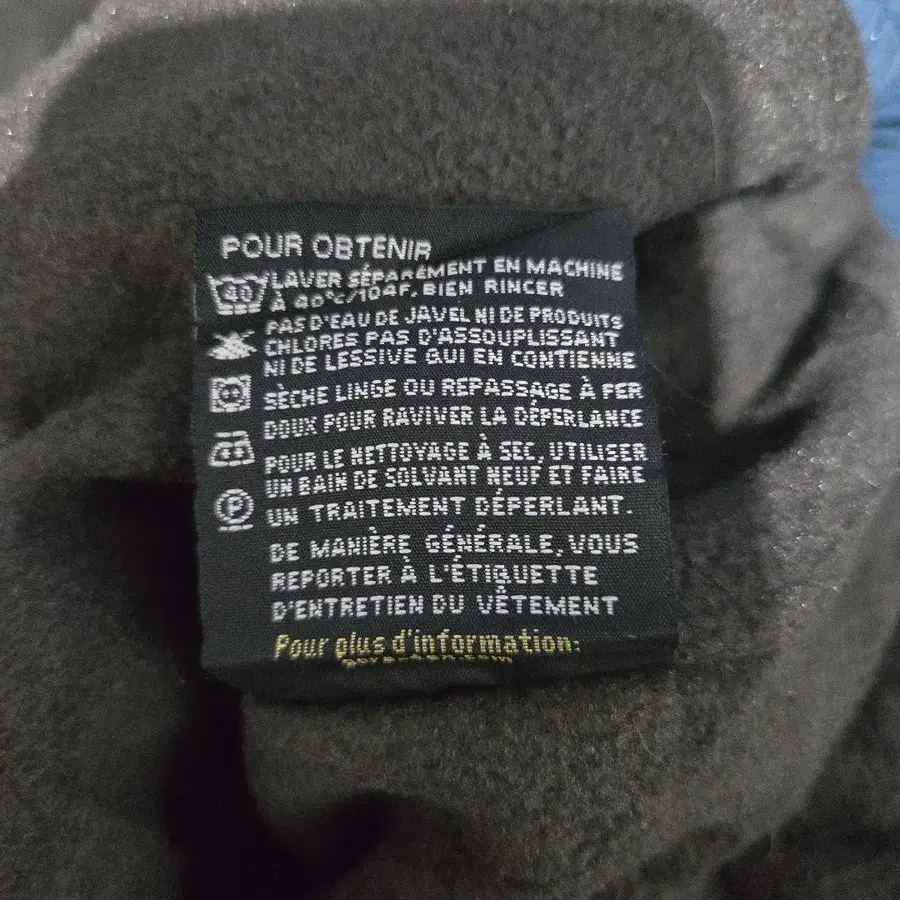 POUR OBTENIR
40 LAVER SÉPARÉMENT EN MACHINE
À 40°C/104F. BIEN RINCER
PAS D'EAU DE JAVEL NI DE PRODUITS
CHLORES PAS D'ASSOUPLISSANT
NI DE LESSIVE QUI EN CONTIENNE
SÈCHE LINGE OU REPASSAGE À FER
DOUX POUR RAVIVER LA DÉPERLANCE
POUR LE NETTOYAGE À SEC, UTILISER
UN BAIN DE SOLVANT NEUF ET FAIRE
P UN TRAITEMENT DÉPERLANT.
DE MANIÈRE GÉNÉRALE, VOUS
REPORTER À L'ÉTIQUETTE
D'ENTRETIEN DU VÊTEMENT
Pour plus d'information: